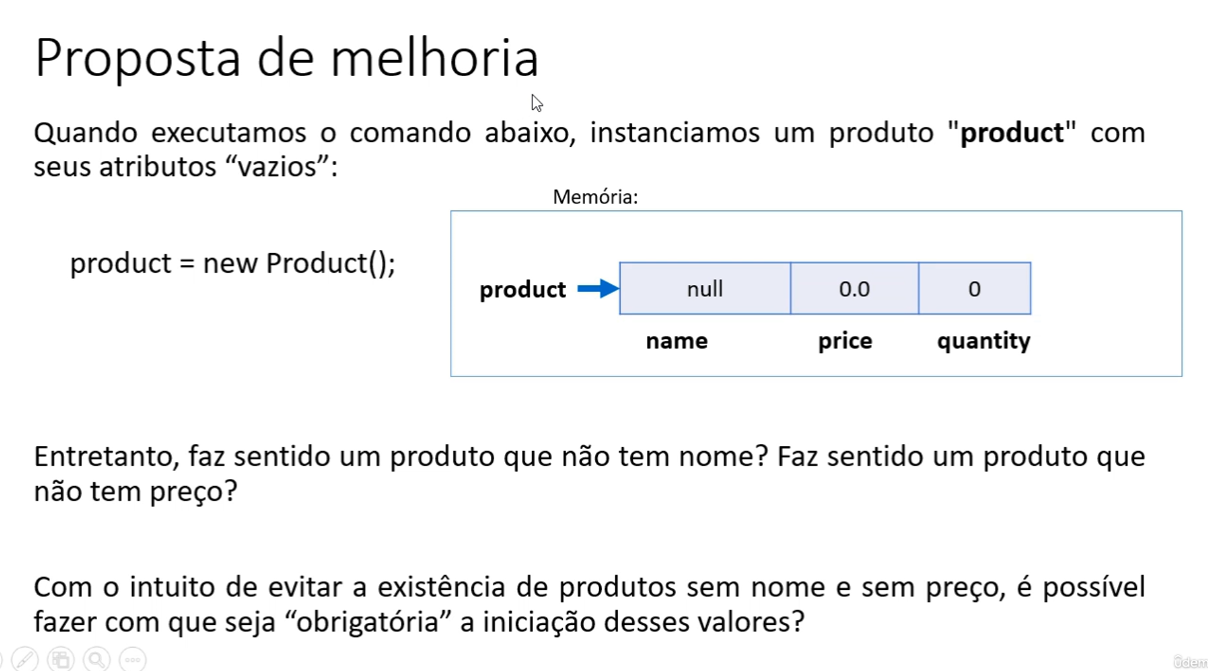 Proposta de melhoria
Quando executamos o comando abaixo, instanciamos um produto "product" com
seus atributos “vazios”:
Memória:
product = new Product();
product
null 0.0 0
name price quantity
Entretanto, faz sentido um produto que não tem nome? Faz sentido um produto que
não tem preço?
Com o intuito de evitar a existência de produtos sem nome e sem preço, é possível
fazer com que seja “obrigatória” a iniciação desses valores?